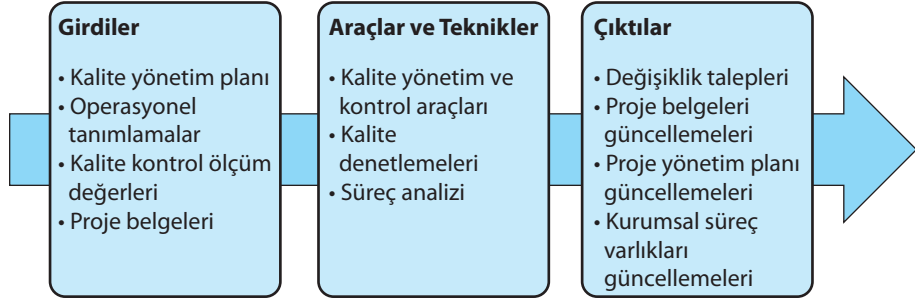 Girdiler
• Kalite yönetim planı
• Operasyonel
tanımlamalar
• Kalite kontrol ölçüm
değerleri
• Proje belgeleri
Araçlar ve Teknikler
• Kalite yönetim ve
kontrol araçları
• Kalite
denetlemeleri
• Süreç analizi
Çıktılar
• Değişiklik talepleri
• Proje belgeleri
güncellemeleri
• Proje yönetim planı
güncellemeleri
• Kurumsal süreç
varlıkları
güncellemeleri